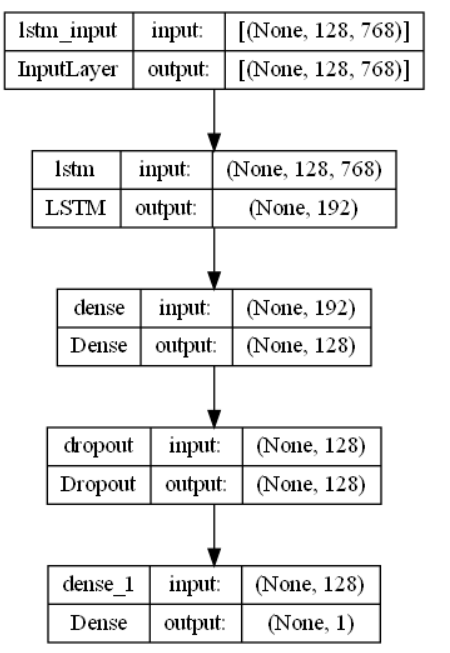 lstm_input input: [(None, 128, 768)]
InputLayer output: [(None, 128, 768)]
lstm input: (None, 128, 768)
LSTM output: (None, 192)
dense input: (None, 192)
Dense output: (None, 128)
dropout input: (None, 128)
Dropout output: (None, 128)
dense_1 input: (None, 128)
Dense output: (None, 1)